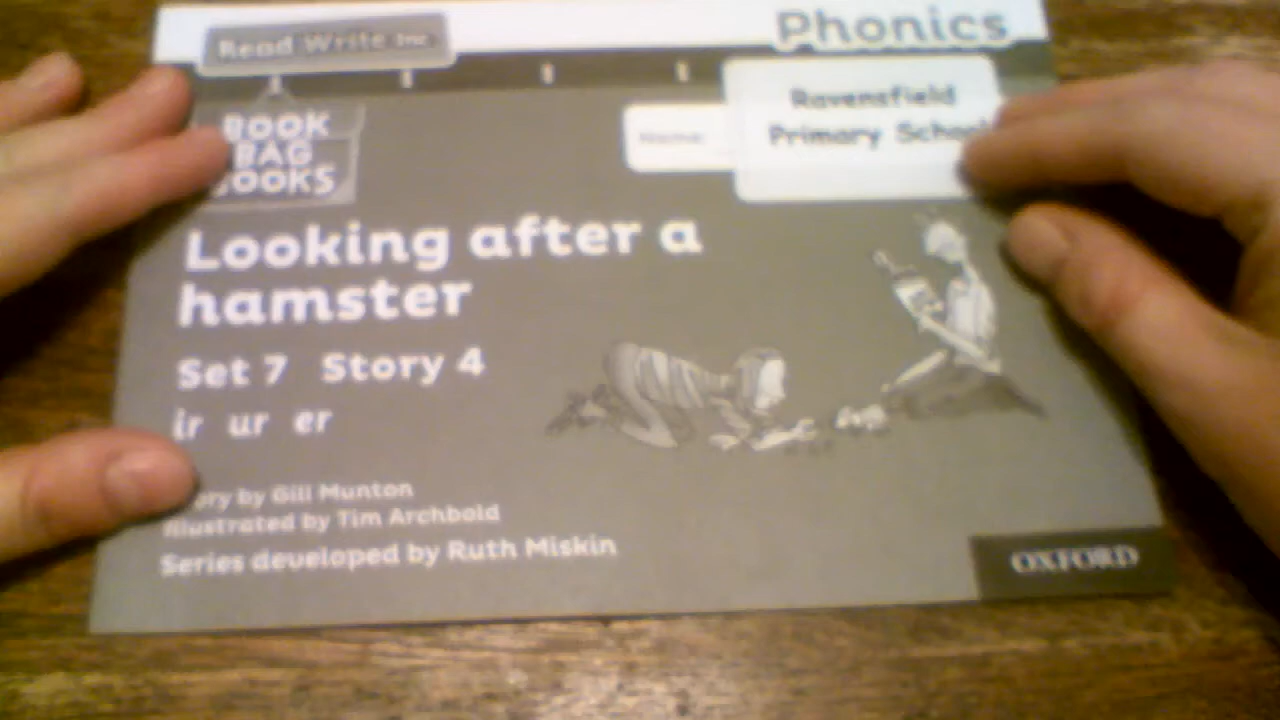 Read Write Inc.
Phonics
BOOK
BAG
BOOKS
Name:
Ravensfield
Primary School
Looking after a
hamster
Set 7 Story 4
ir ur er
Story by Gill Munton
Illustrated by Tim Archbold
Series developed by Ruth Miskin
OXFORD